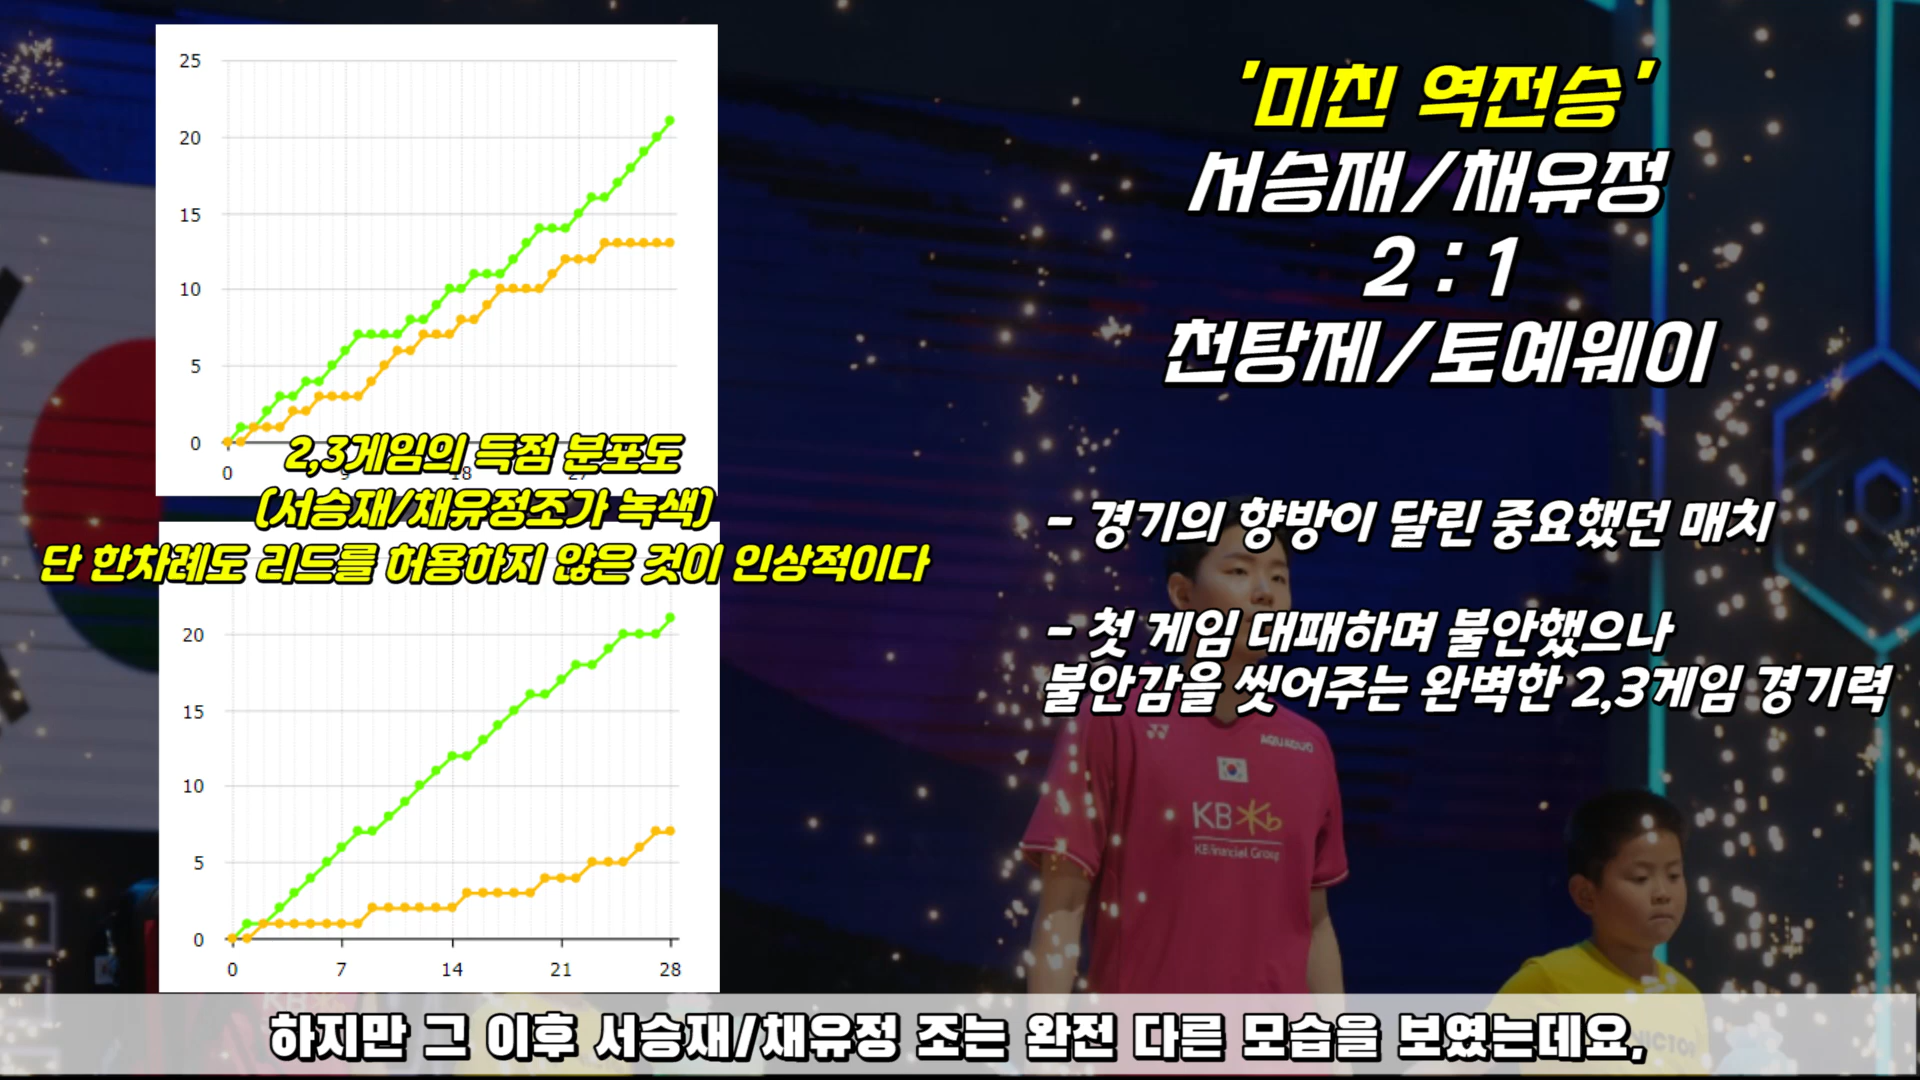 25
20
15
10
5
0
0
18
2,3게임의 득점 분포도
(서승재/채유정조가 녹색)
단 한차례도 리드를 허용하지 않은 것이 인상적이다
20
15
10
5
0
0 7 14 21 28
'미친 역전승'
서승재/채유정
2 : 1
천탕제/토예웨이
- 경기의 향방이 달린 중요했던 매치
- 첫 게임 대패하며 불안했으나
불안감을 씻어주는 완벽한 2,3게임 경기력
AQUADUO
KB
KB Financial Group
하지만 그 이후 서승재/채유정 조는 완전 다른 모습을 보였는데요,